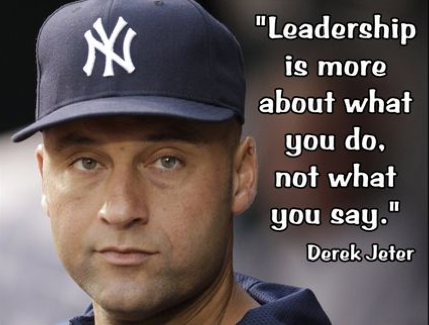 NY
"Leadership
is more
about what
you do,
not what
you say."
Derek Jeter